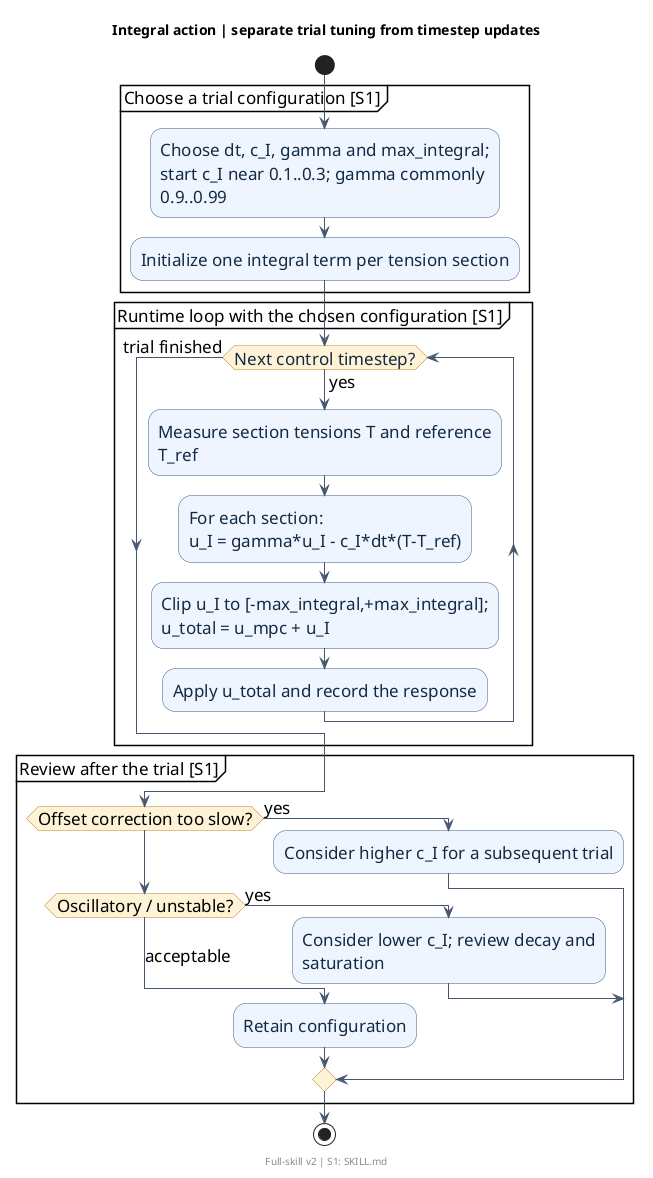 Integral action | separate trial tuning from timestep updates
Choose a trial configuration [S1]
Choose dt, c_I, gamma and max_integral;
start c_I near 0.1..0.3; gamma commonly
0.9..0.99
Initialize one integral term per tension section
Runtime loop with the chosen configuration [S1]
trial finished
Next control timestep?
yes
Measure section tensions T and reference
T_ref
For each section:
u_I = gamma*u_I - c_I*dt*(T-T_ref)
Clip u_I to [-max_integral,+max_integral];
u_total = u_mpc + u_I
Apply u_total and record the response
Review after the trial [S1]
Offset correction too slow?
yes
Consider higher c_I for a subsequent trial
Oscillatory / unstable?
yes
Consider lower c_I; review decay and
saturation
acceptable
Retain configuration
Full-skill v2 | S1: SKILL.md